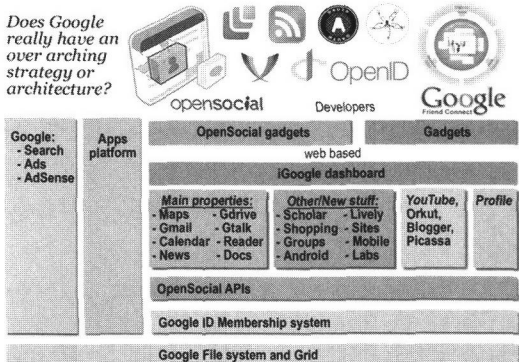 Does Google
really have an
over arching
strategy or
architecture?
opensocial
OpenID
Developers
Google
Friend Connect
Google:
- Search
- Ads
- AdSense
Apps
platform
OpenSocial gadgets
Gadgets
web based
iGoogle dashboard
Main properties:
- Maps - Gdrive
- Gmail - Gtalk
- Calendar - Reader
- News - Docs
Other/New stuff:
- Scholar - Lively
- Shopping - Sites
- Groups - Mobile
- Android - Labs
YouTube,
Orkut,
Blogger,
Picassa
Profile
OpenSocial APIs
Google ID Membership system
Google File system and Grid